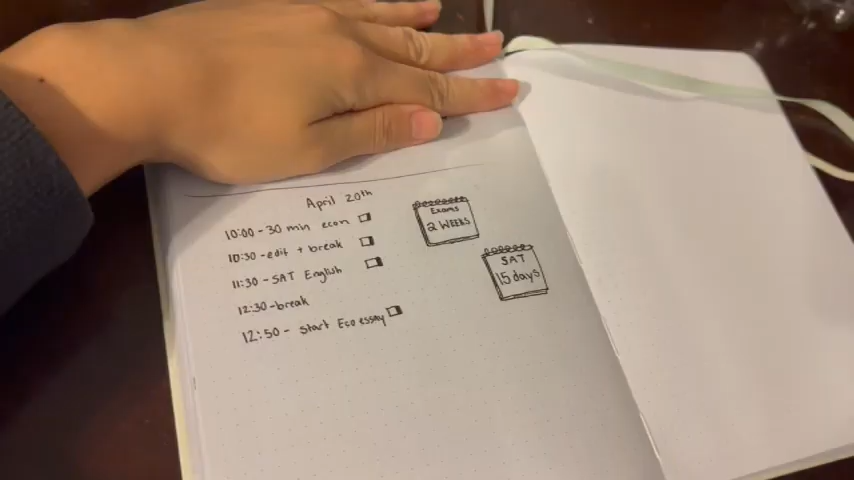 April 20th
10:00 - 30 min econ
10:30 - edit + break
11:30 - SAT English
12:30 - break
12:50 - start Eco essay
Exams
2 WEEKS
SAT
15 days